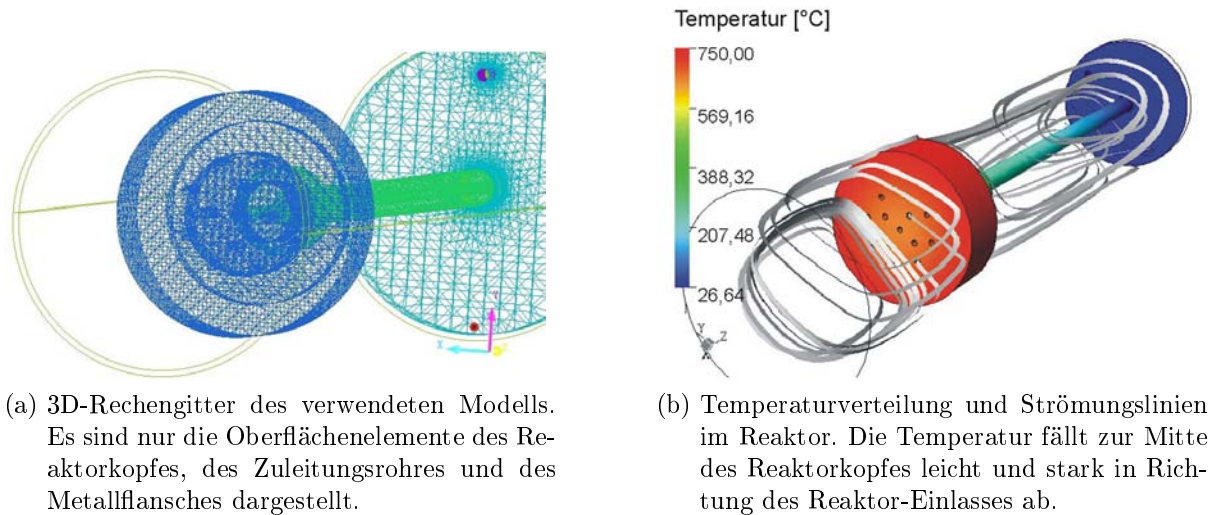 Temperatur [°C]
750,00
569,16
388,32
207,48
26,64
X
Y
Y
Z
X
(a) 3D-Rechengitter des verwendeten Modells.
Es sind nur die Oberflächenelemente des Re-
aktorkopfes, des Zuleitungsrohres und des
Metallflansches dargestellt.
(b) Temperaturverteilung und Strömungslinien
im Reaktor. Die Temperatur fällt zur Mitte
des Reaktorkopfes leicht und stark in Rich-
tung des Reaktor-Einlasses ab.